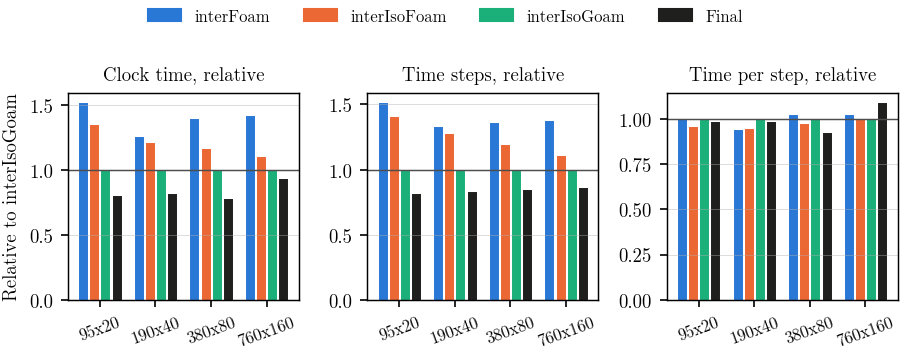 interFoam interIsoFoam interIsoGoam Final
Clock time, relative Time steps, relative Time per step, relative
Relative to interIsoGoam
1.5 1.5 1.00
1.0 1.0 0.75
0.5 0.5 0.50
0.25
0.0 0.0 0.00
95x20 190x40 380x80 760x160 95x20 190x40 380x80 760x160 95x20 190x40 380x80 760x160